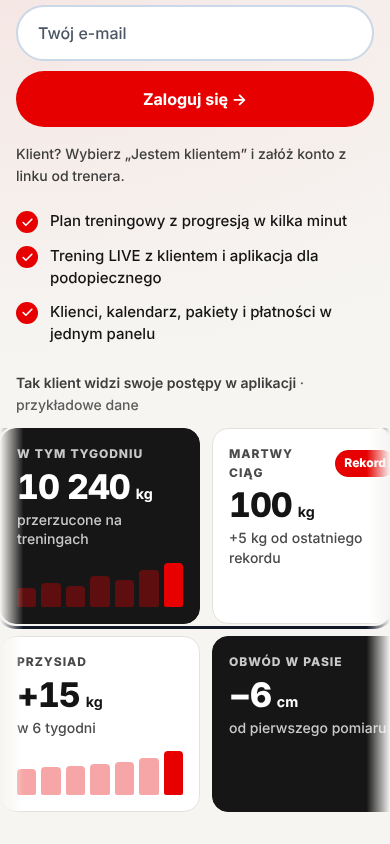 Twój e-mail
Zaloguj się →
Klient? Wybierz „Jestem klientem” i załóż konto z
linku od trenera.
Plan treningowy z progresją w kilka minut
Trening LIVE z klientem i aplikacja dla
podopiecznego
Klienci, kalendarz, pakiety i płatności w
jednym panelu
Tak klient widzi swoje postępy w aplikacji ·
przykładowe dane
W TYM TYGODNIU
10 240 kg
przerzucone na
treningach
MARTWY
CIĄG
Rekord
100 kg
+5 kg od ostatniego
rekordu
PRZYSIAD
+15 kg
w 6 tygodni
OBWÓD W PASIE
−6 cm
od pierwszego pomiaru